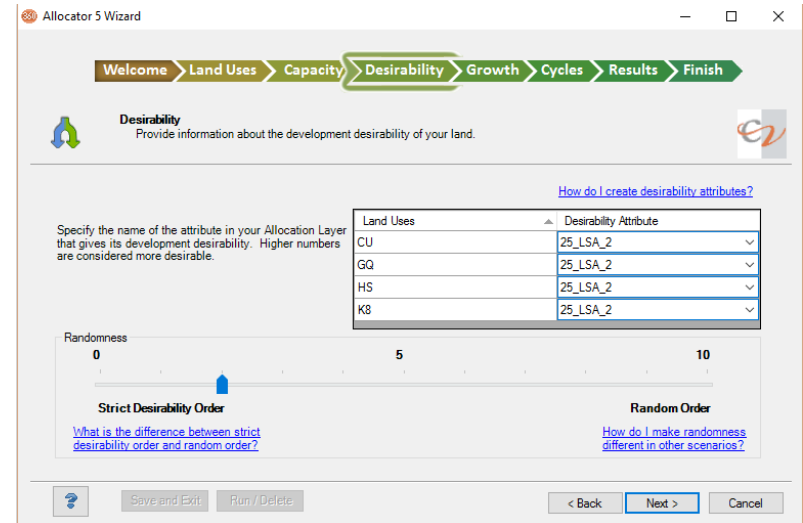 360 Allocator 5 Wizard
Welcome Land Uses Capacity Desirability Growth Cycles Results Finish
Desirability
Provide information about the development desirability of your land.
CV
How do I create desirability attributes?
Specify the name of the attribute in your Allocation Layer
that gives its development desirability. Higher numbers
are considered more desirable.
Land Uses Desirability Attribute
CU 25_LSA_2
GQ 25_LSA_2
HS 25_LSA_2
K8 25_LSA_2
Randomness
0 5 10
Strict Desirability Order Random Order
What is the difference between strict
desirability order and random order?
How do I make randomness
different in other scenarios?
? Save and Exit Run / Delete < Back Next > Cancel